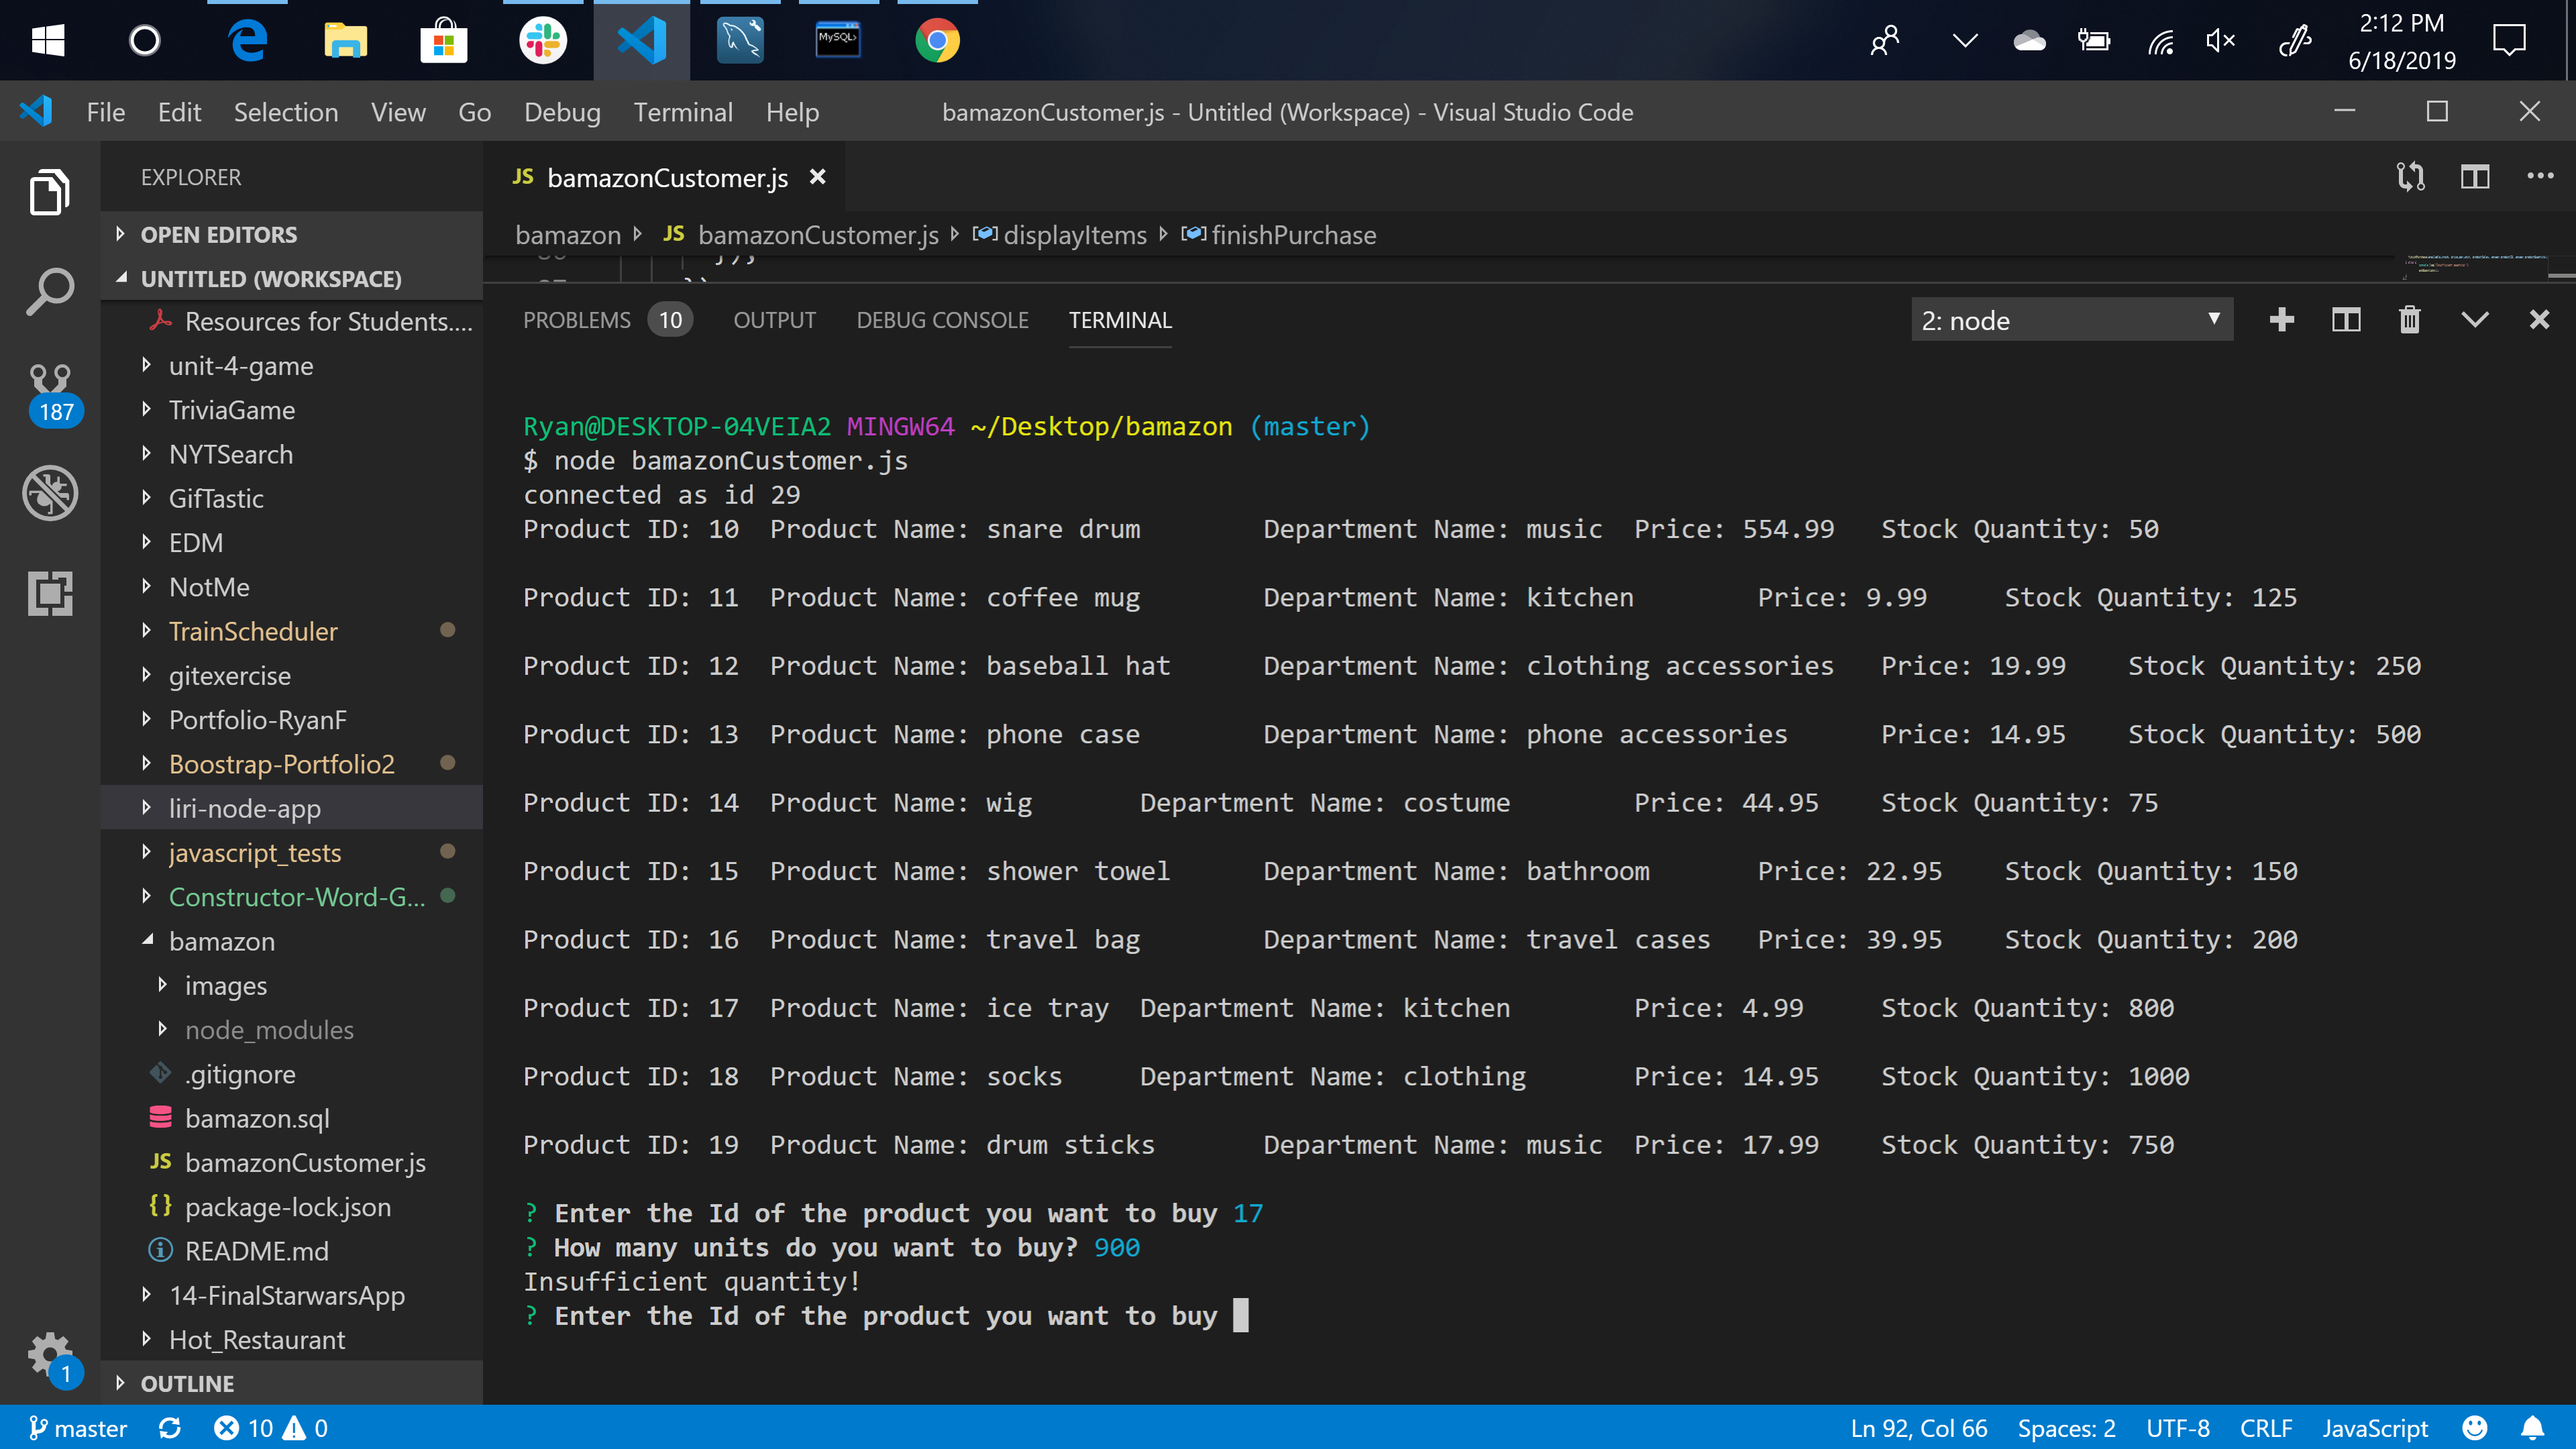 MySQL>
2:12 PM
6/18/2019
File Edit Selection View Go Debug Terminal Help
bamazonCustomer.js - Untitled (Workspace) - Visual Studio Code
EXPLORER
OPEN EDITORS
UNTITLED (WORKSPACE)
Resources for Students....
unit-4-game
TriviaGame
NYTSearch
GifTastic
EDM
NotMe
TrainScheduler
gitexercise
Portfolio-RyanF
Boostrap-Portfolio2
liri-node-app
javascript_tests
Constructor-Word-G...
bamazon
images
node_modules
.gitignore
bamazon.sql
JS bamazonCustomer.js
{ } package-lock.json
README.md
14-FinalStarwarsApp
Hot_Restaurant
OUTLINE
187
1
JS bamazonCustomer.js
bamazon JS bamazonCustomer.js displayItems finishPurchase
PROBLEMS 10 OUTPUT DEBUG CONSOLE TERMINAL 2: node
Ryan@DESKTOP-04VEIA2 MINGW64 ~/Desktop/bamazon (master)
$ node bamazonCustomer.js
connected as id 29
Product ID: 10 Product Name: snare drum Department Name: music Price: 554.99 Stock Quantity: 50
Product ID: 11 Product Name: coffee mug Department Name: kitchen Price: 9.99 Stock Quantity: 125
Product ID: 12 Product Name: baseball hat Department Name: clothing accessories Price: 19.99 Stock Quantity: 250
Product ID: 13 Product Name: phone case Department Name: phone accessories Price: 14.95 Stock Quantity: 500
Product ID: 14 Product Name: wig Department Name: costume Price: 44.95 Stock Quantity: 75
Product ID: 15 Product Name: shower towel Department Name: bathroom Price: 22.95 Stock Quantity: 150
Product ID: 16 Product Name: travel bag Department Name: travel cases Price: 39.95 Stock Quantity: 200
Product ID: 17 Product Name: ice tray Department Name: kitchen Price: 4.99 Stock Quantity: 800
Product ID: 18 Product Name: socks Department Name: clothing Price: 14.95 Stock Quantity: 1000
Product ID: 19 Product Name: drum sticks Department Name: music Price: 17.99 Stock Quantity: 750
? Enter the Id of the product you want to buy 17
? How many units do you want to buy? 900
Insufficient quantity!
? Enter the Id of the product you want to buy
master 10 0 Ln 92, Col 66 Spaces: 2 UTF-8 CRLF JavaScript